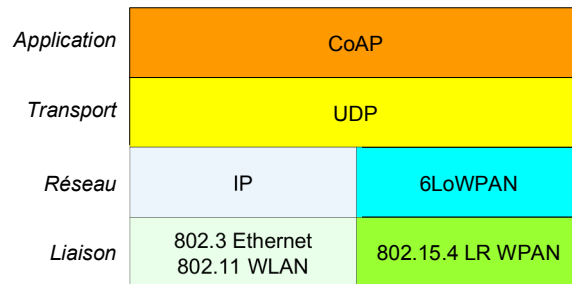 Application
CoAP
Transport
UDP
Réseau
IP
6LoWPAN
Liaison
802.3 Ethernet
802.11 WLAN
802.15.4 LR WPAN